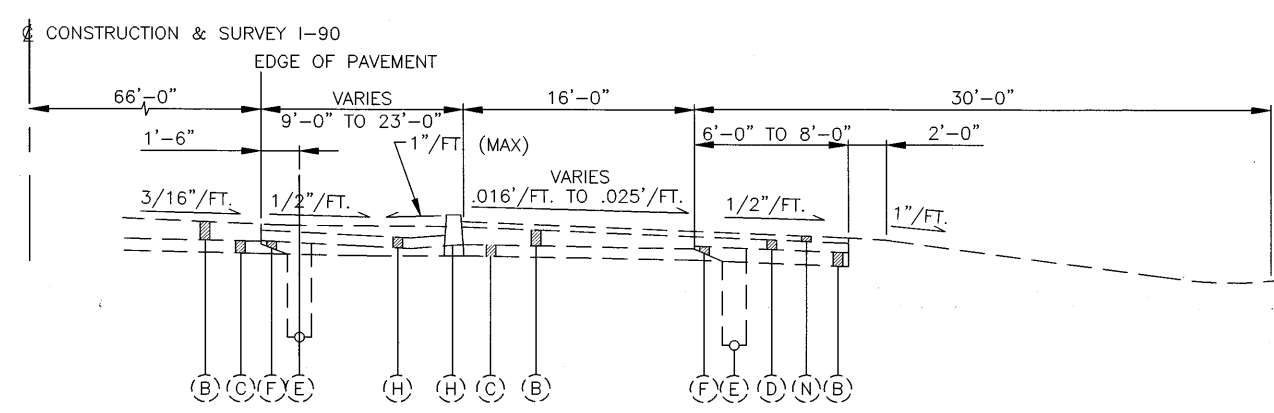 ℄ CONSTRUCTION & SURVEY I-90
EDGE OF PAVEMENT
66'-0"
VARIES
9'-0" TO 23'-0"
16'-0"
30'-0"
1'-6"
1"/FT. (MAX)
6'-0" TO 8'-0"
2'-0"
VARIES
.016'/FT. TO .025'/FT.
3/16"/FT.
1/2"/FT.
1/2"/FT.
1"/FT.
B C F E H H C B F E D N B